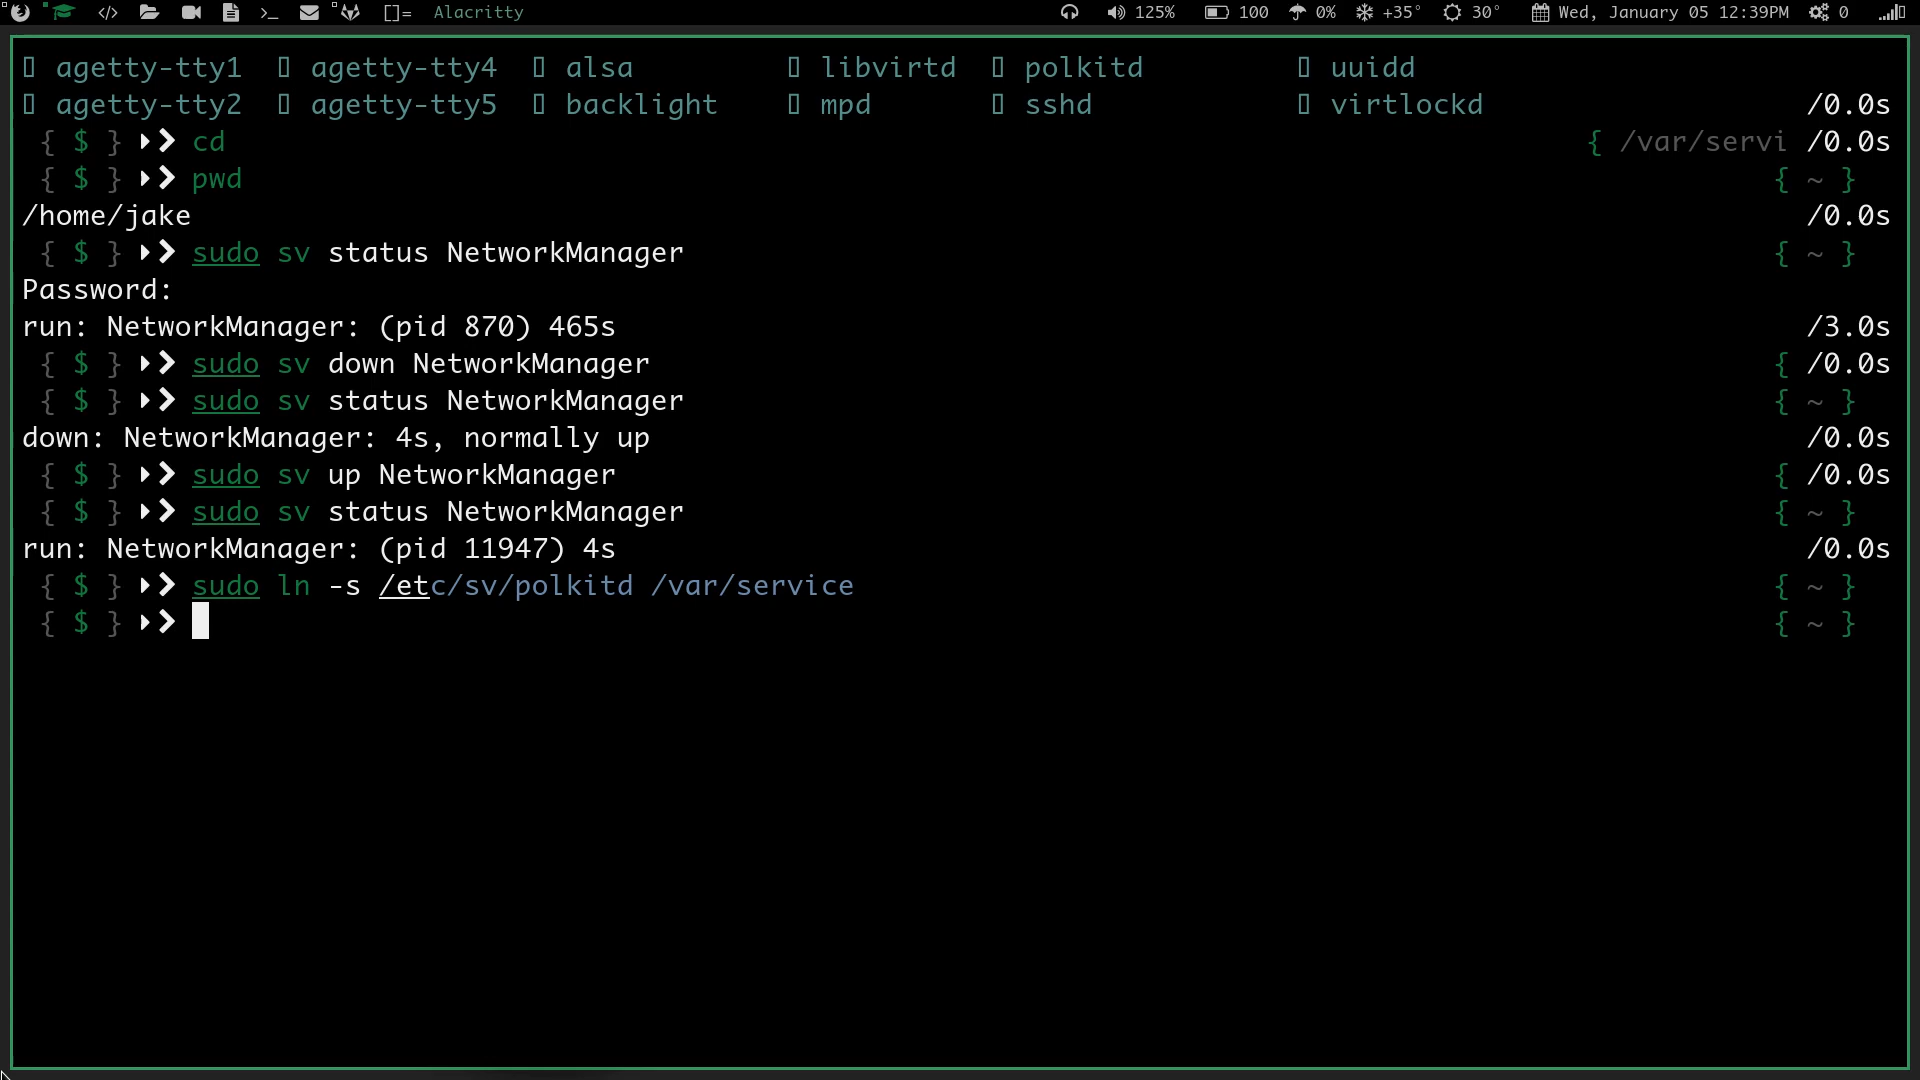 Alacritty 125% 100 0% +35° 30° Wed, January 05 12:39PM 0
agetty-tty1 agetty-tty4 alsa libvirtd polkitd uuidd
agetty-tty2 agetty-tty5 backlight mpd sshd virtlockd /0.0s
{ $ } cd { /var/servi /0.0s
{ $ } pwd { ~ }
/home/jake /0.0s
{ $ } sudo sv status NetworkManager { ~ }
Password:
run: NetworkManager: (pid 870) 465s /3.0s
{ $ } sudo sv down NetworkManager { /0.0s
{ $ } sudo sv status NetworkManager { ~ }
down: NetworkManager: 4s, normally up /0.0s
{ $ } sudo sv up NetworkManager { /0.0s
{ $ } sudo sv status NetworkManager { ~ }
run: NetworkManager: (pid 11947) 4s /0.0s
{ $ } sudo ln -s /etc/sv/polkitd /var/service { ~ }
{ $ } { ~ }